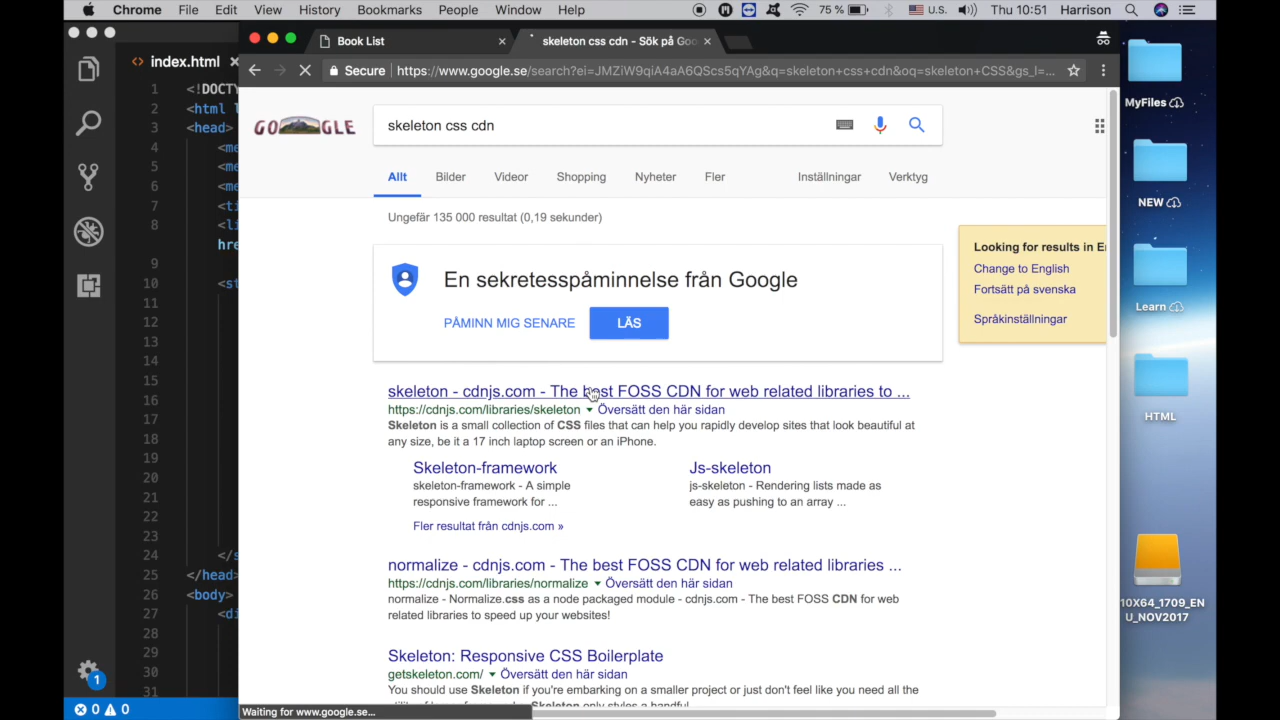 Chrome File Edit View History Bookmarks People Window Help 75 % U.S. Thu 10:51 Harrison
Book List
skeleton css cdn - Sök på Goo
index.html
Secure https://www.google.se/search?ei=JMZiW9qiA4aA6QScs5qYAg&q=skeleton+css+cdn&oq=skeleton+CSS&gs_l=...
GOOGLE
skeleton css cdn
Allt Bilder Videor Shopping Nyheter Fler Inställningar Verktyg
Ungefär 135 000 resultat (0,19 sekunder)
En sekretesspåminnelse från Google
PÅMINN MIG SENARE LÄS
Looking for results in E
Change to English
Fortsätt på svenska
Språkinställningar
skeleton - cdnjs.com - The best FOSS CDN for web related libraries to ...
https://cdnjs.com/libraries/skeleton Översätt den här sidan
Skeleton is a small collection of CSS files that can help you rapidly develop sites that look beautiful at
any size, be it a 17 inch laptop screen or an iPhone.
Skeleton-framework
skeleton-framework - A simple
responsive framework for ...
Js-skeleton
js-skeleton - Rendering lists made as
easy as pushing to an array ...
Fler resultat från cdnjs.com »
normalize - cdnjs.com - The best FOSS CDN for web related libraries ...
https://cdnjs.com/libraries/normalize Översätt den här sidan
normalize - Normalize.css as a node packaged module - cdnjs.com - The best FOSS CDN for web
related libraries to speed up your websites!
Skeleton: Responsive CSS Boilerplate
getskeleton.com/ Översätt den här sidan
You should use Skeleton if you're embarking on a smaller project or just don't feel like you need all the
Waiting for www.google.se...
1 <!DOCTY
2 <html l
3 <head>
4 <me
5 <me
6 <me
7 <ti
8 <li
hre
9
10 <st
11
12
13
14
15
16
17
18
19
20
21
22
23
24 </s
25 </head>
26 <body>
27 <di
28
29
30
31
1
0 0
MyFiles
NEW
Learn
HTML
10X64_1709_EN
U_NOV2017